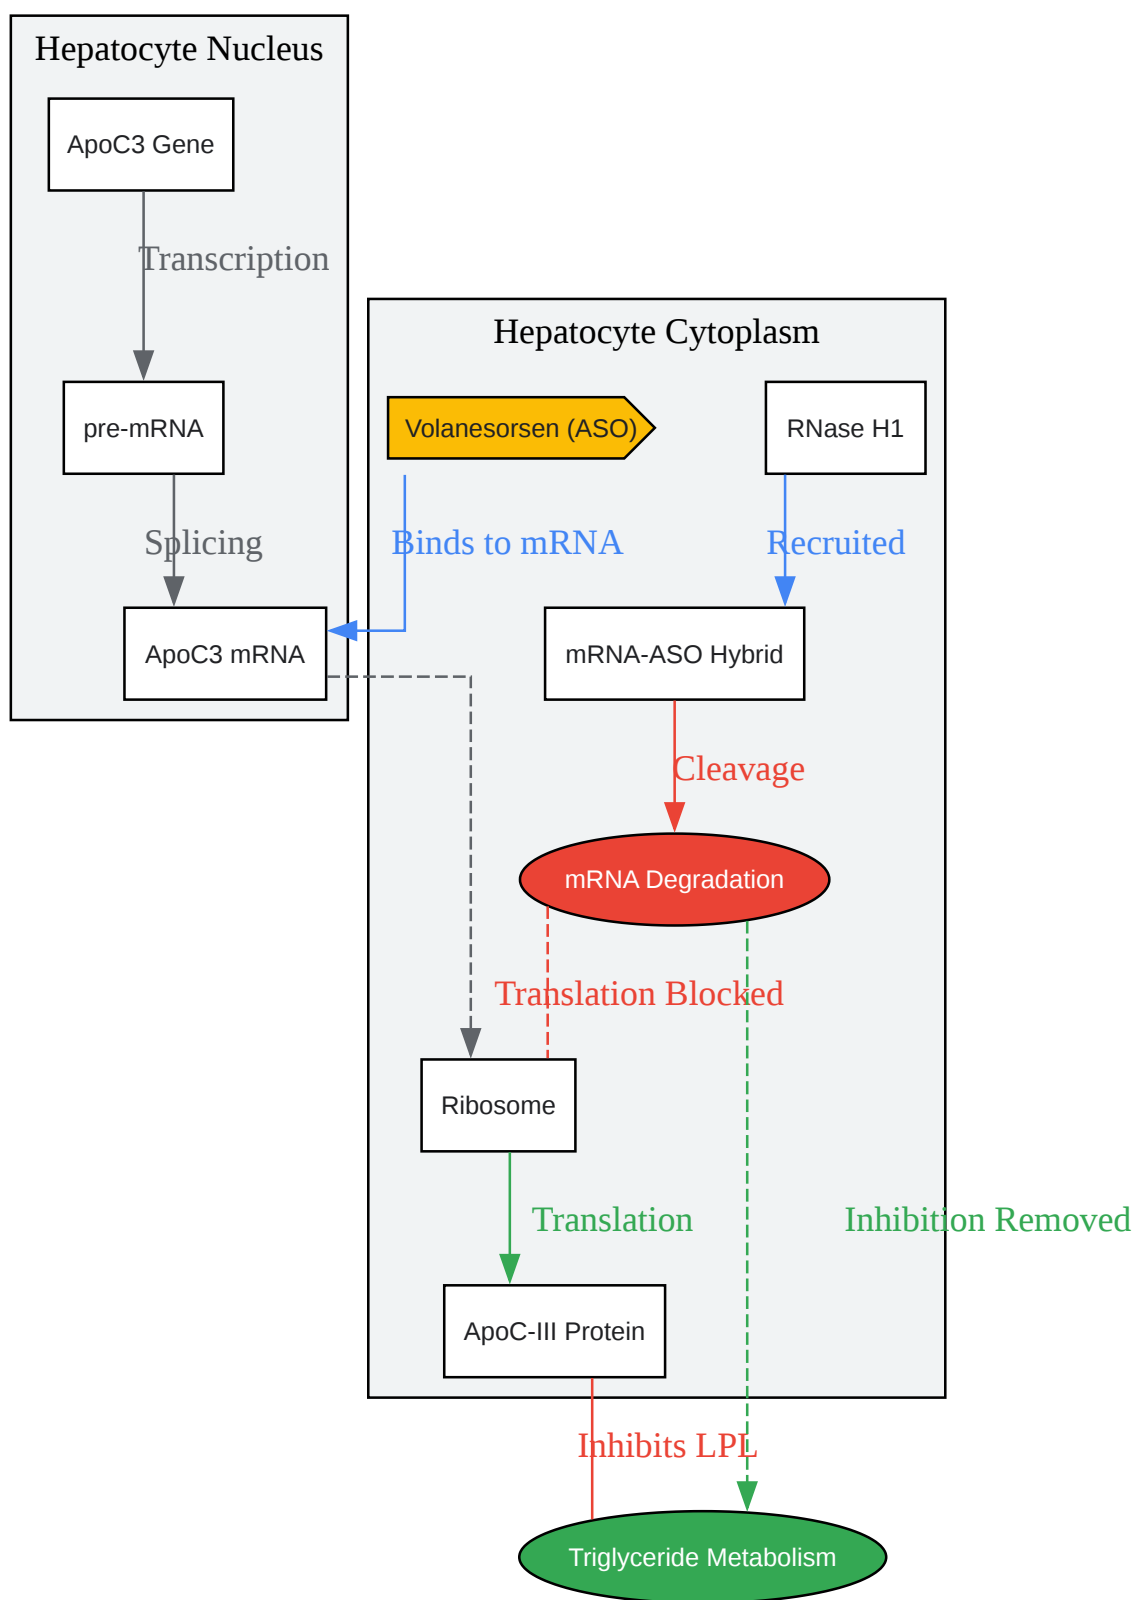 Hepatocyte Nucleus
ApoC3 Gene
Transcription
Hepatocyte Cytoplasm
pre-mRNA
Volanesorsen (ASO)
RNase H1
Splicing
Binds to mRNA
Recruited
ApoC3 mRNA
mRNA-ASO Hybrid
Cleavage
mRNA Degradation
Translation Blocked
Ribosome
Translation
Inhibition Removed
ApoC-III Protein
Inhibits LPL
Triglyceride Metabolism